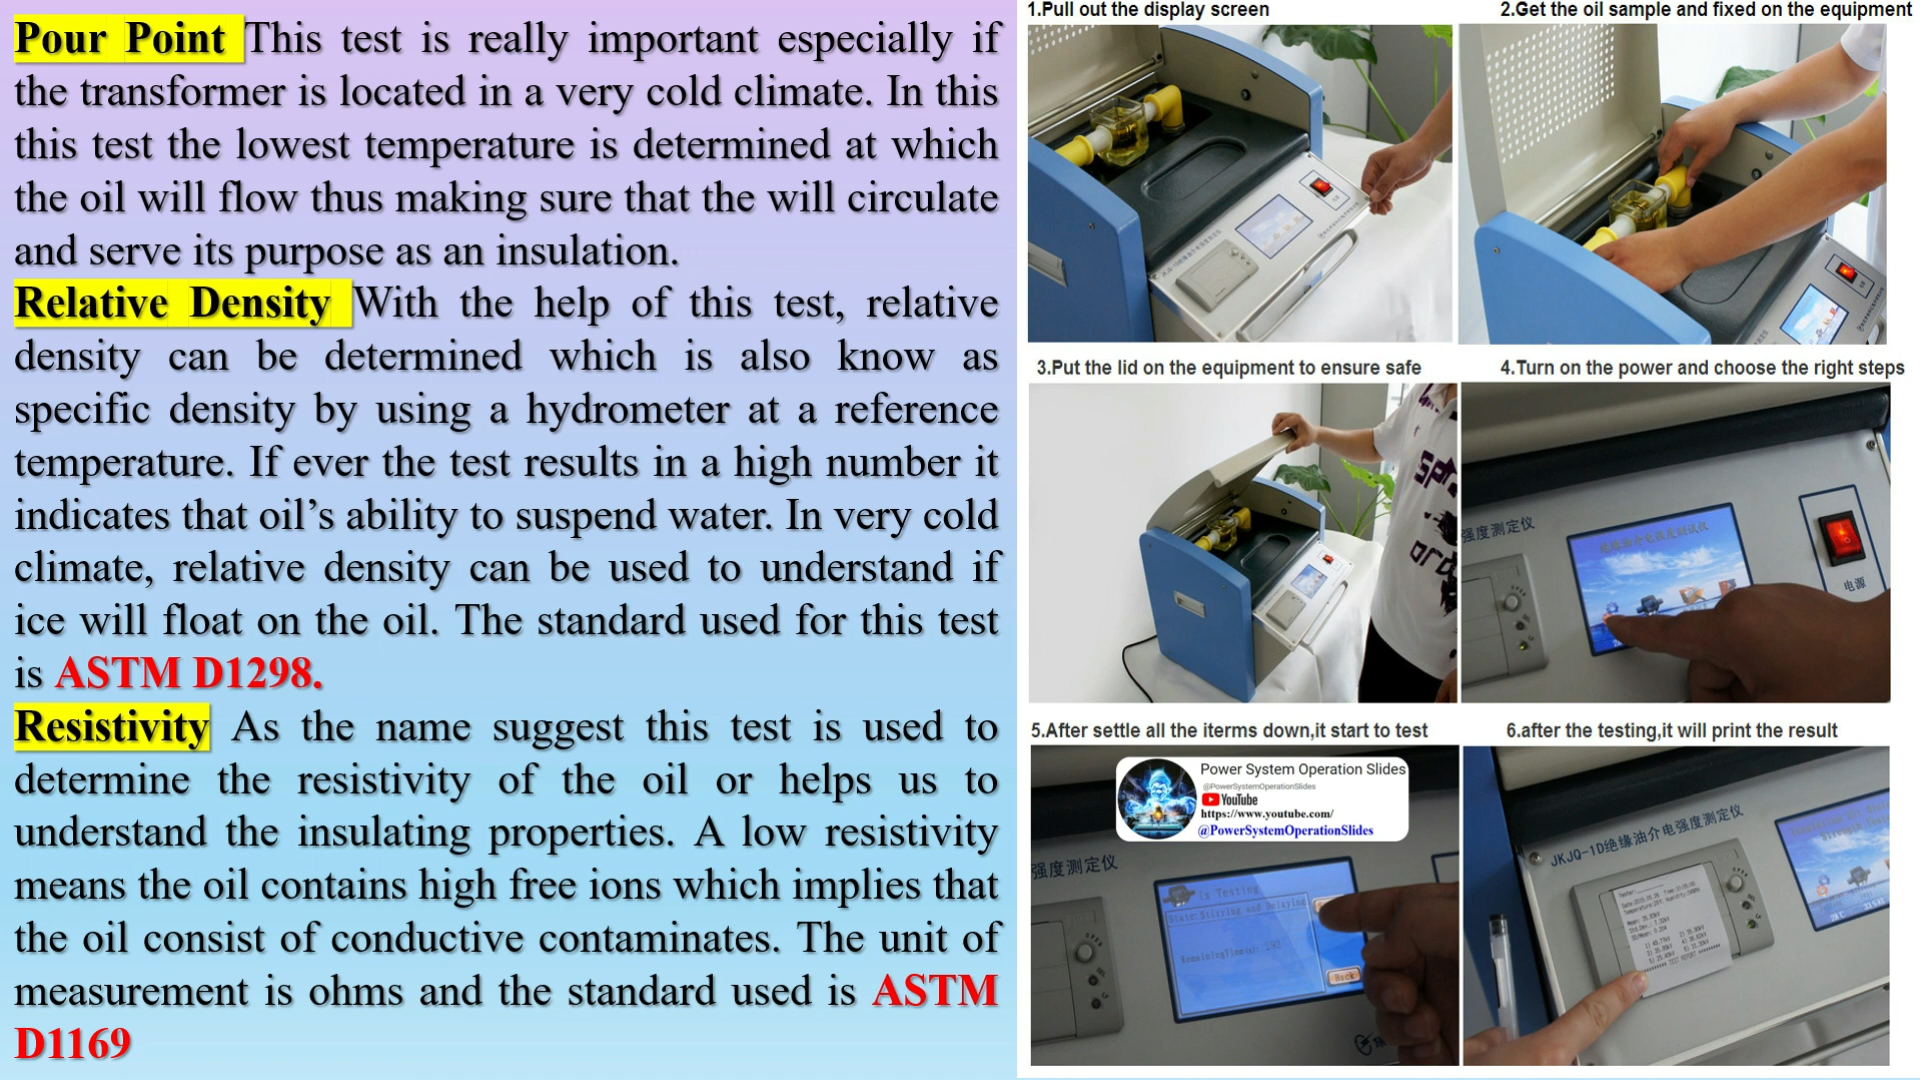 Pour Point This test is really important especially if
the transformer is located in a very cold climate. In this
this test the lowest temperature is determined at which
the oil will flow thus making sure that the will circulate
and serve its purpose as an insulation.
Relative Density With the help of this test, relative
density can be determined which is also know as
specific density by using a hydrometer at a reference
temperature. If ever the test results in a high number it
indicates that oil’s ability to suspend water. In very cold
climate, relative density can be used to understand if
ice will float on the oil. The standard used for this test
is ASTM D1298.
Resistivity As the name suggest this test is used to
determine the resistivity of the oil or helps us to
understand the insulating properties. A low resistivity
means the oil contains high free ions which implies that
the oil consist of conductive contaminates. The unit of
measurement is ohms and the standard used is ASTM
D1169
1.Pull out the display screen
2.Get the oil sample and fixed on the equipment
3.Put the lid on the equipment to ensure safe
4.Turn on the power and choose the right steps
强度测定仪
电源
5.After settle all the iterms down,it start to test
Power System Operation Slides
@PowerSystemOperationSlides
YouTube
https://www.youtube.com/
@PowerSystemOperationSlides
强度测定仪
Is Testing
State:Stirring and Delaying
Back
6.after the testing,it will print the result
JKJQ-1D绝缘油介电强度测定仪